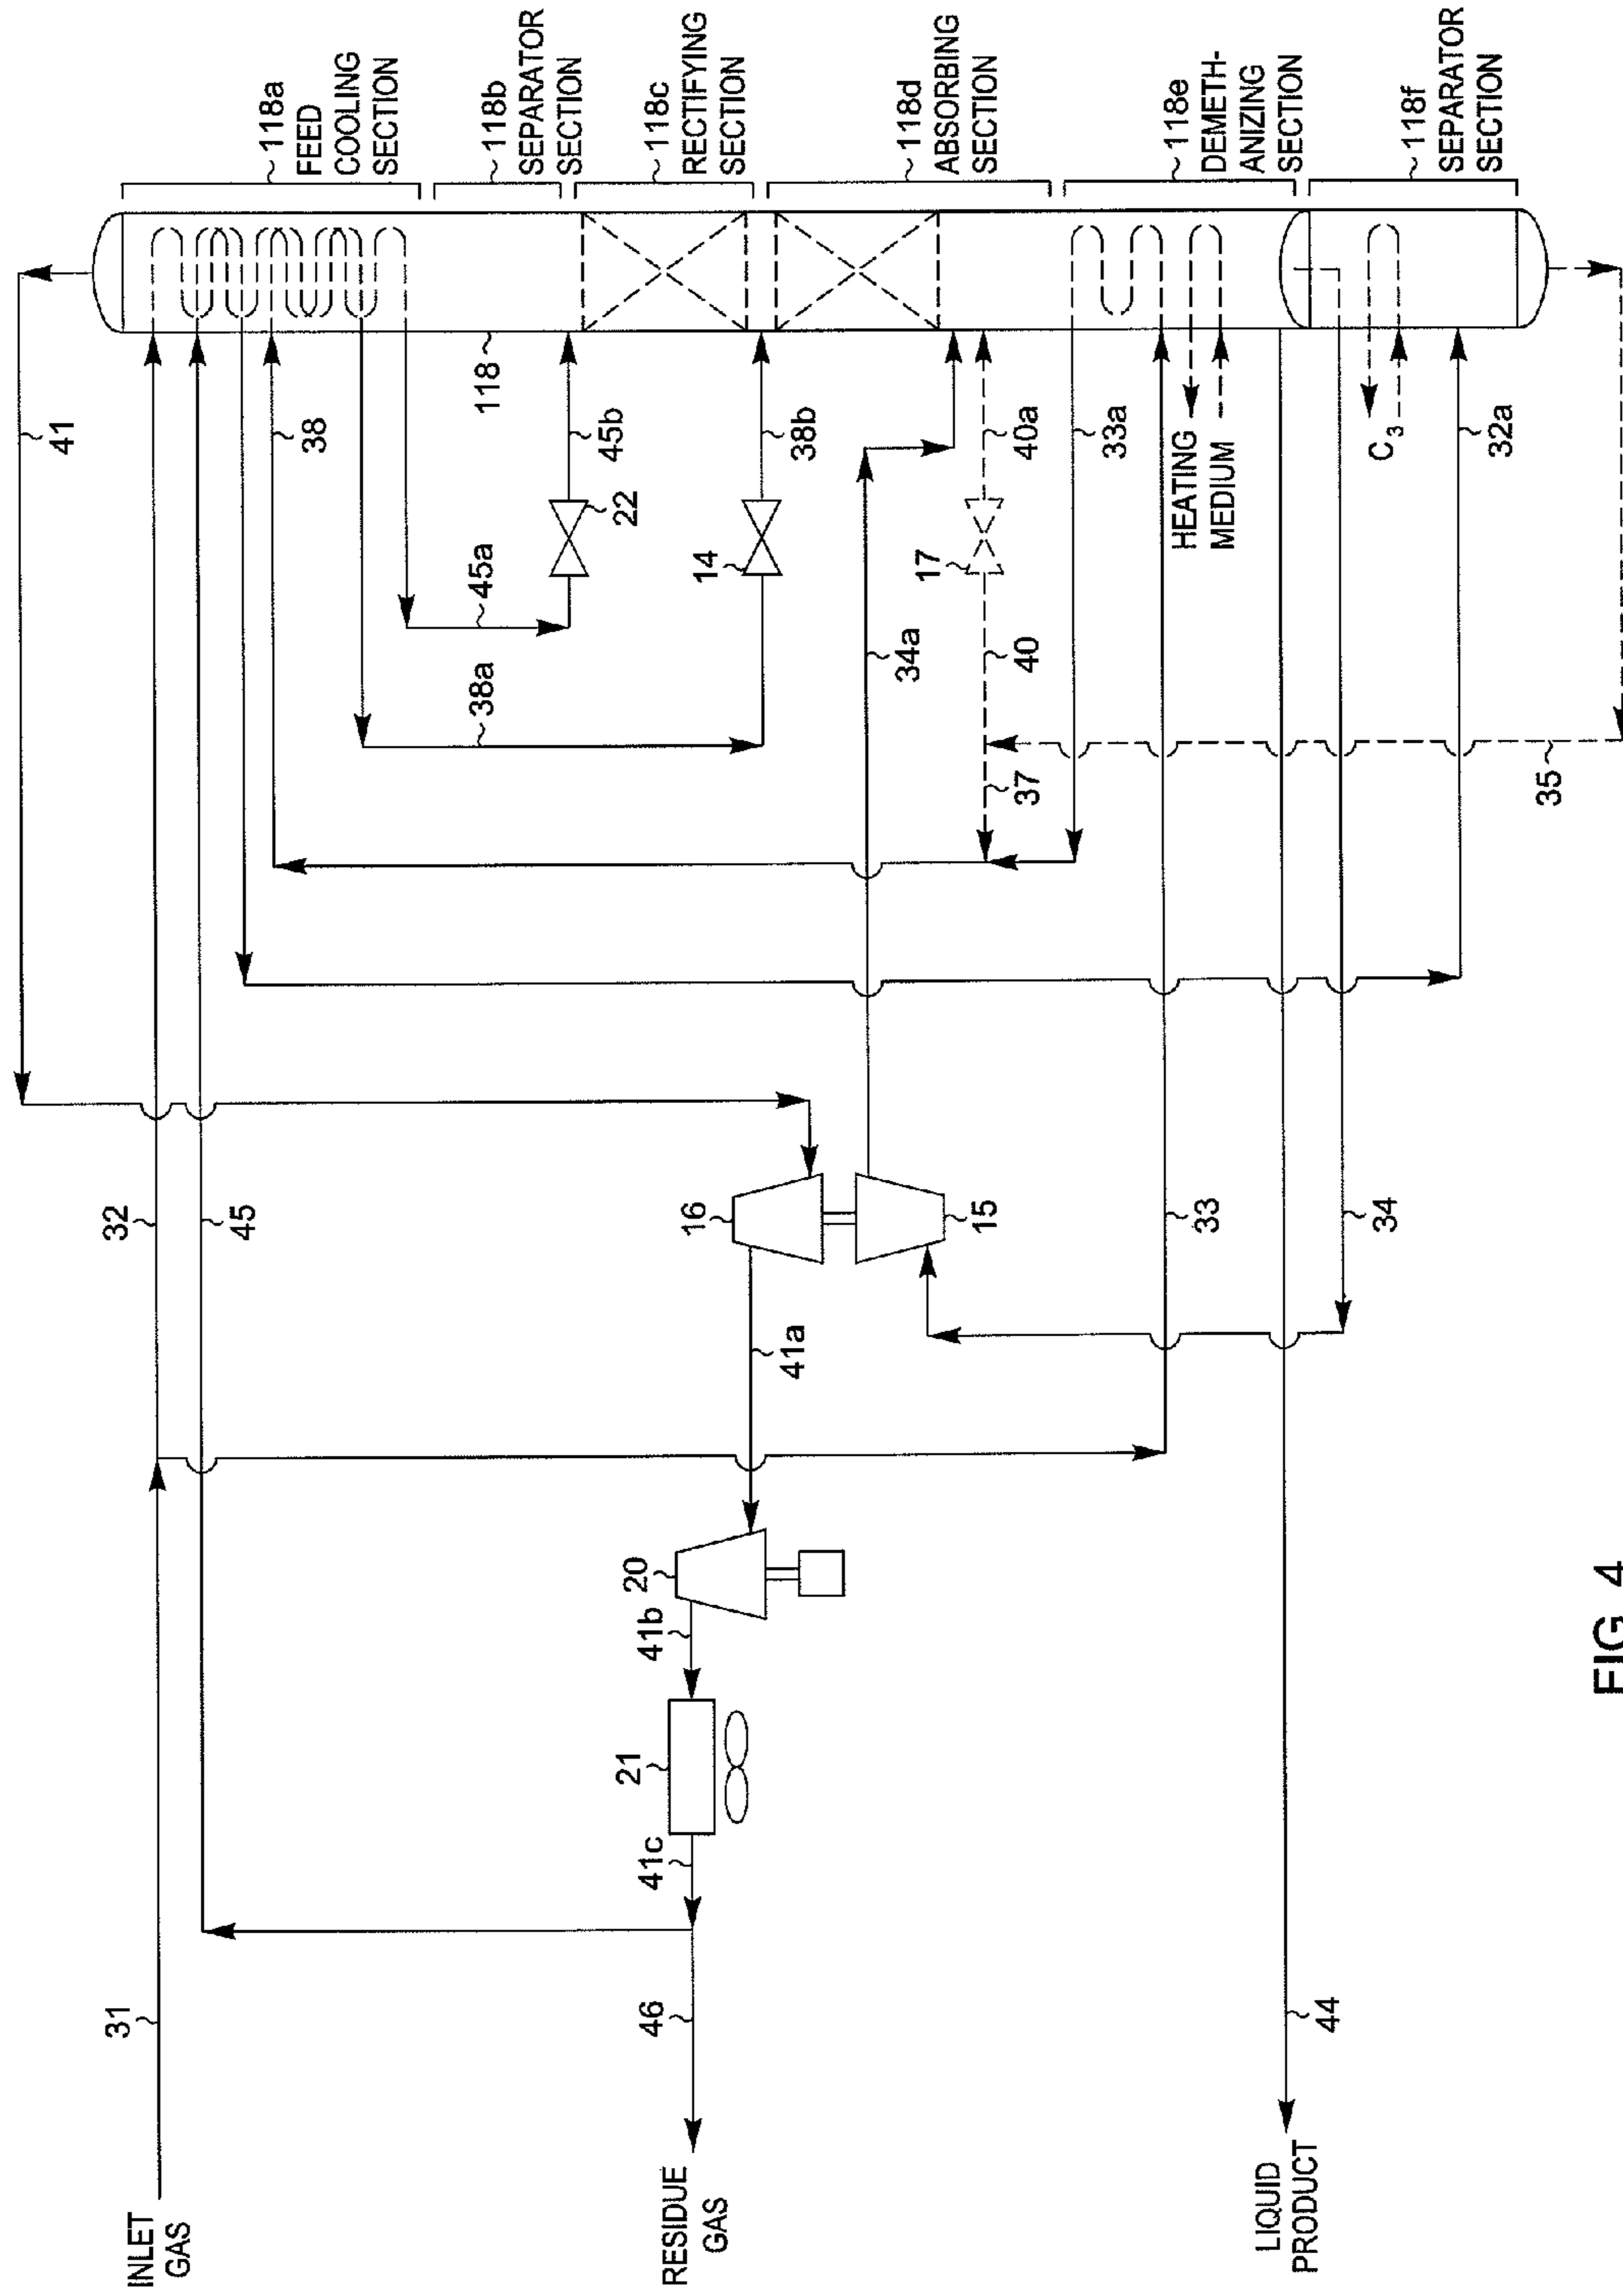 INLET
GAS
31
32
45
33
41
38
118
118a
FEED
COOLING
SECTION
118b
SEPARATOR
SECTION
118c
RECTIFYING
SECTION
118d
ABSORBING
SECTION
118e
DEMETH-
ANIZING
SECTION
118f
SEPARATOR
SECTION
45a
22
45b
38a
14
38b
34a
40
17
40a
37
33a
HEATING
MEDIUM
C3
32a
35
16
15
41a
20
41b
21
41c
46
RESIDUE
GAS
34
44
LIQUID
PRODUCT
FIG. 4